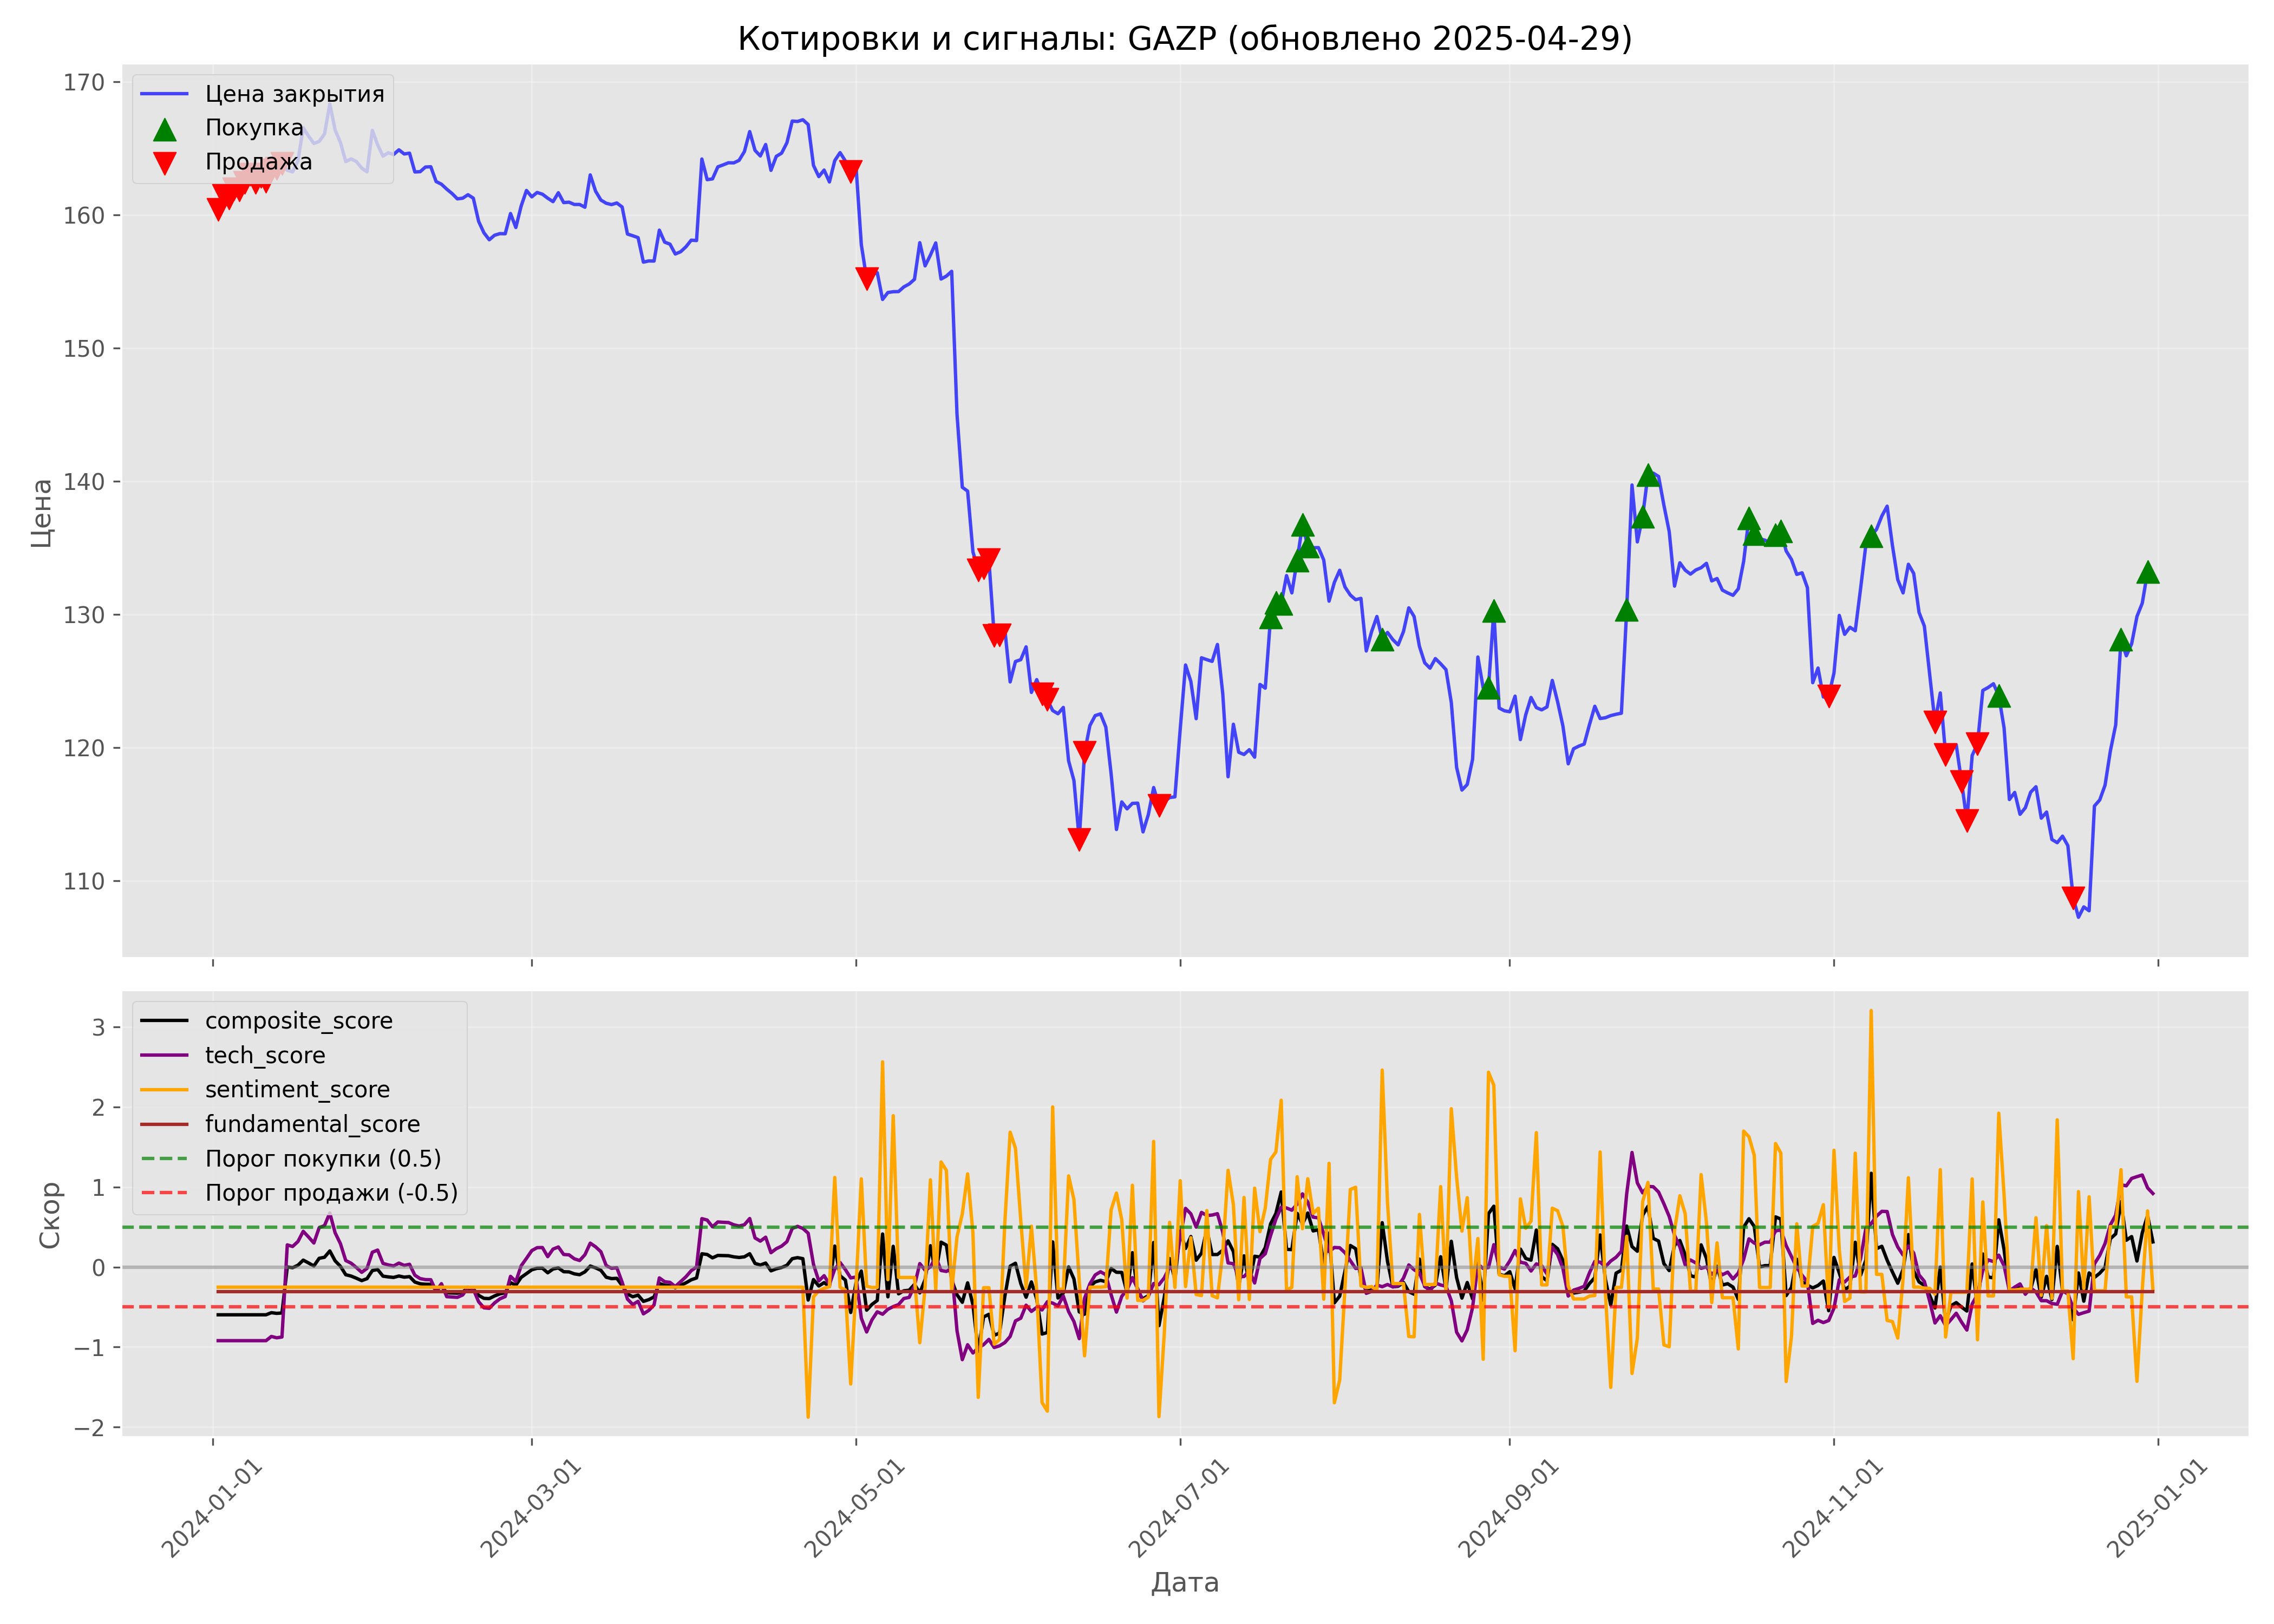 Котировки и сигналы: GAZP (обновлено 2025-04-29)
Цена закрытия
Покупка
Продажа
170
160
150
140
130
120
110
Цена
composite_score
tech_score
sentiment_score
fundamental_score
Порог покупки (0.5)
Порог продажи (-0.5)
3
2
1
0
−1
−2
Скор
2024-01-01
2024-03-01
2024-05-01
2024-07-01
2024-09-01
2024-11-01
2025-01-01
Дата